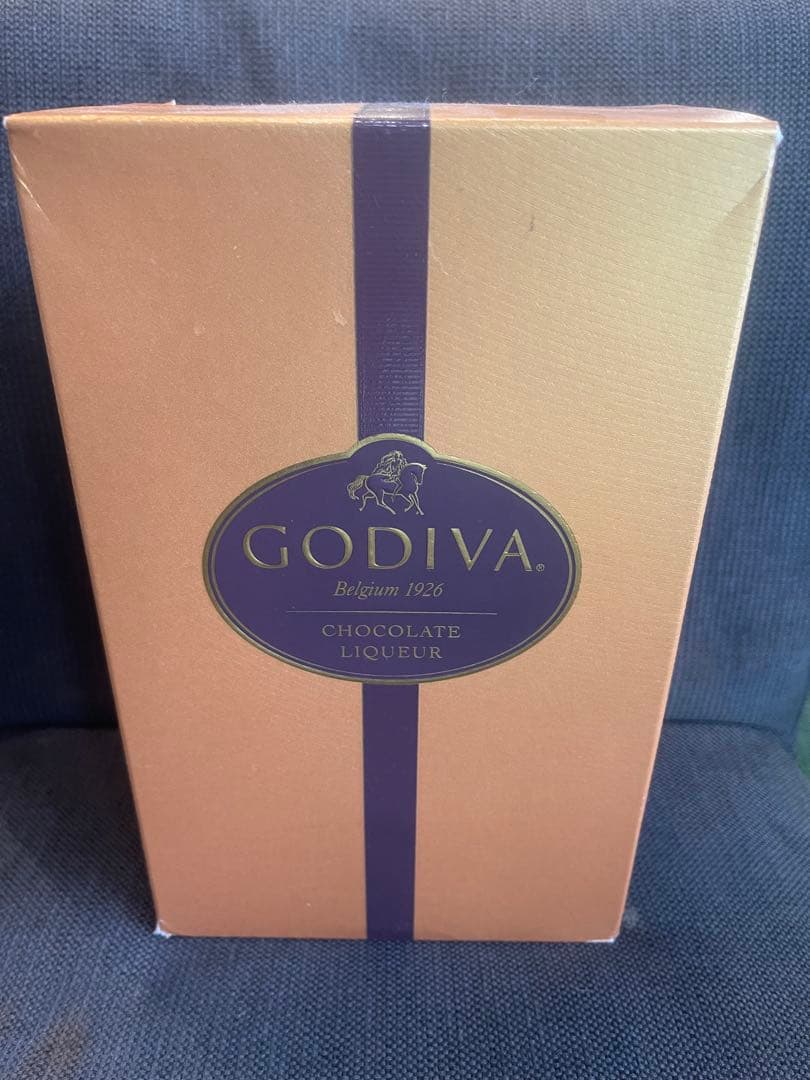 GODIVA®
Belgium 1926
CHOCOLATE
LIQUEUR